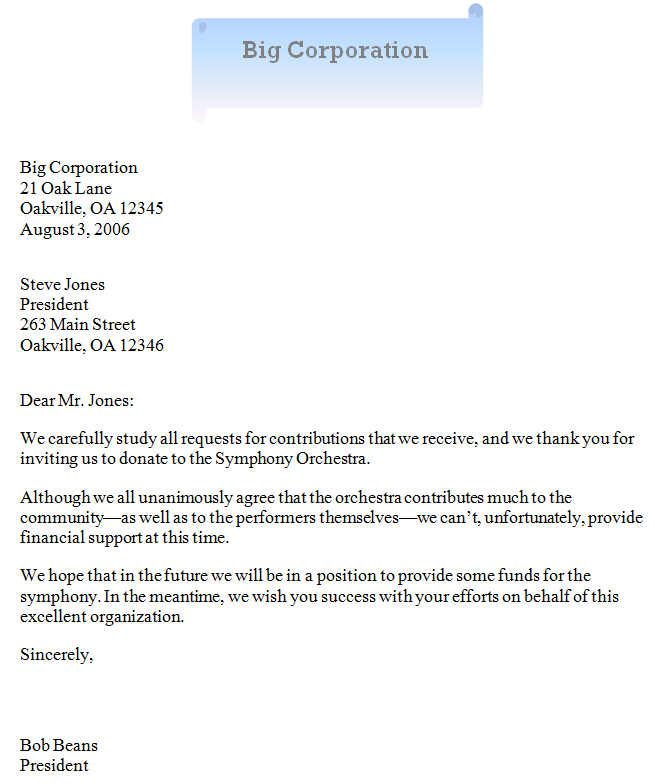 Big Corporation
Big Corporation
21 Oak Lane
Oakville, OA 12345
August 3, 2006
Steve Jones
President
263 Main Street
Oakville, OA 12346
Dear Mr. Jones:
We carefully study all requests for contributions that we receive, and we thank you for
inviting us to donate to the Symphony Orchestra.
Although we all unanimously agree that the orchestra contributes much to the
community—as well as to the performers themselves—we can’t, unfortunately, provide
financial support at this time.
We hope that in the future we will be in a position to provide some funds for the
symphony. In the meantime, we wish you success with your efforts on behalf of this
excellent organization.
Sincerely,
Bob Beans
President